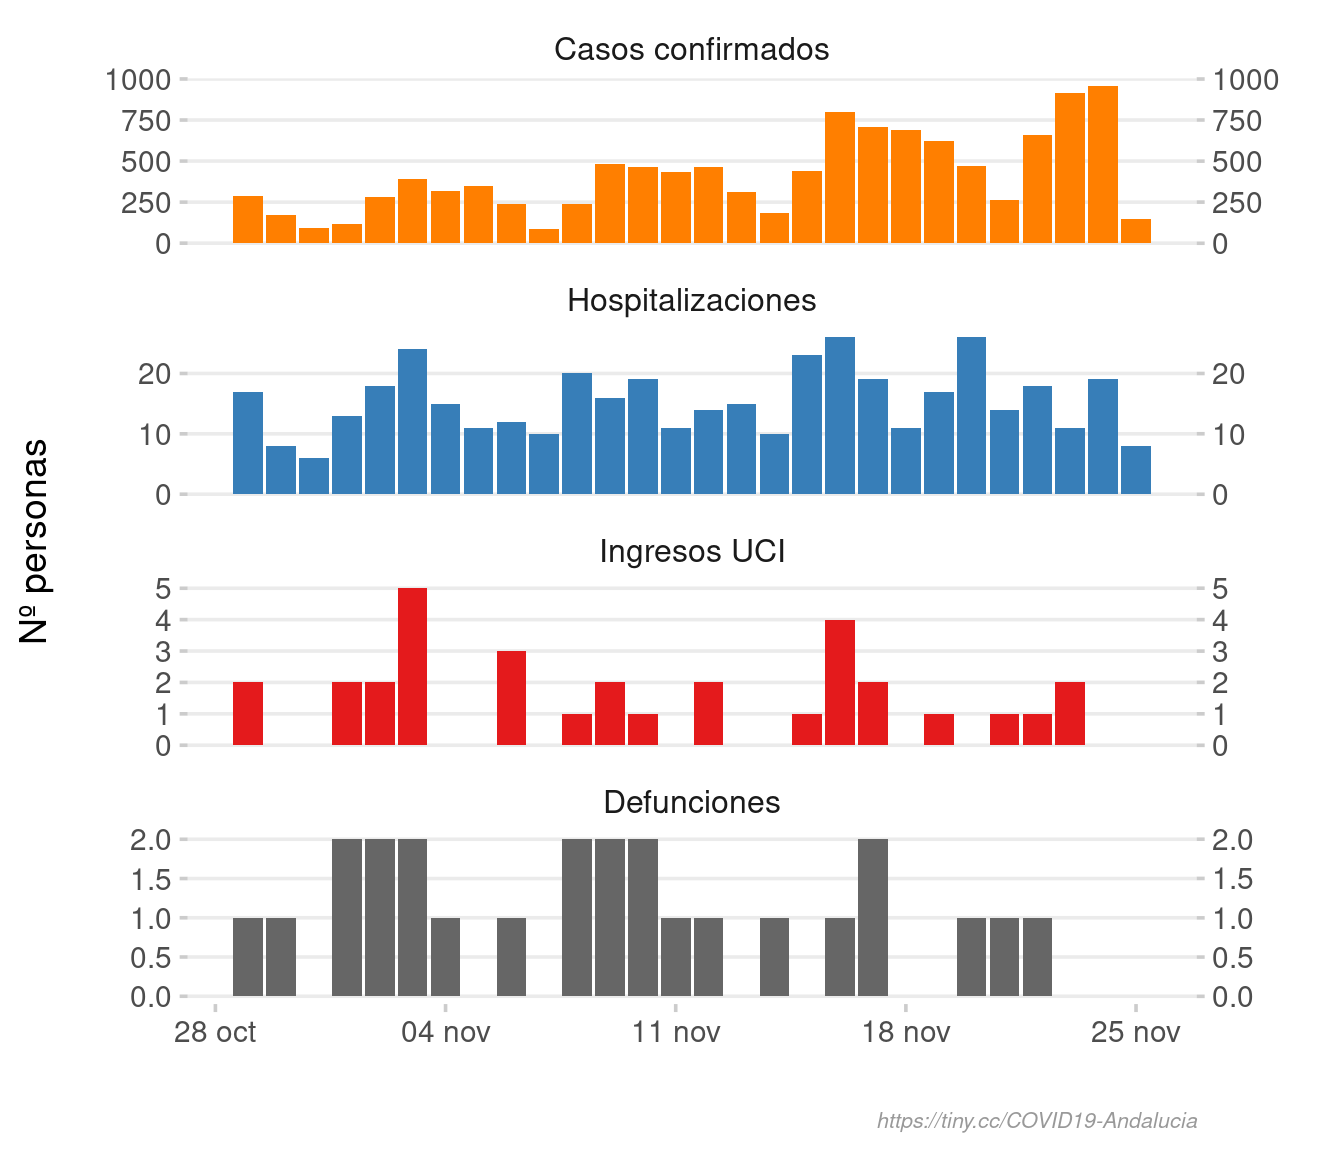 Casos confirmados
1000 1000
750 750
500 500
250 250
0 0
Hospitalizaciones
20 20
10 10
0 0
Nº personas
Ingresos UCI
5 5
4 4
3 3
2 2
1 1
0 0
Defunciones
2.0 2.0
1.5 1.5
1.0 1.0
0.5 0.5
0.0 0.0
28 oct 04 nov 11 nov 18 nov 25 nov
https://tiny.cc/COVID19-Andalucia